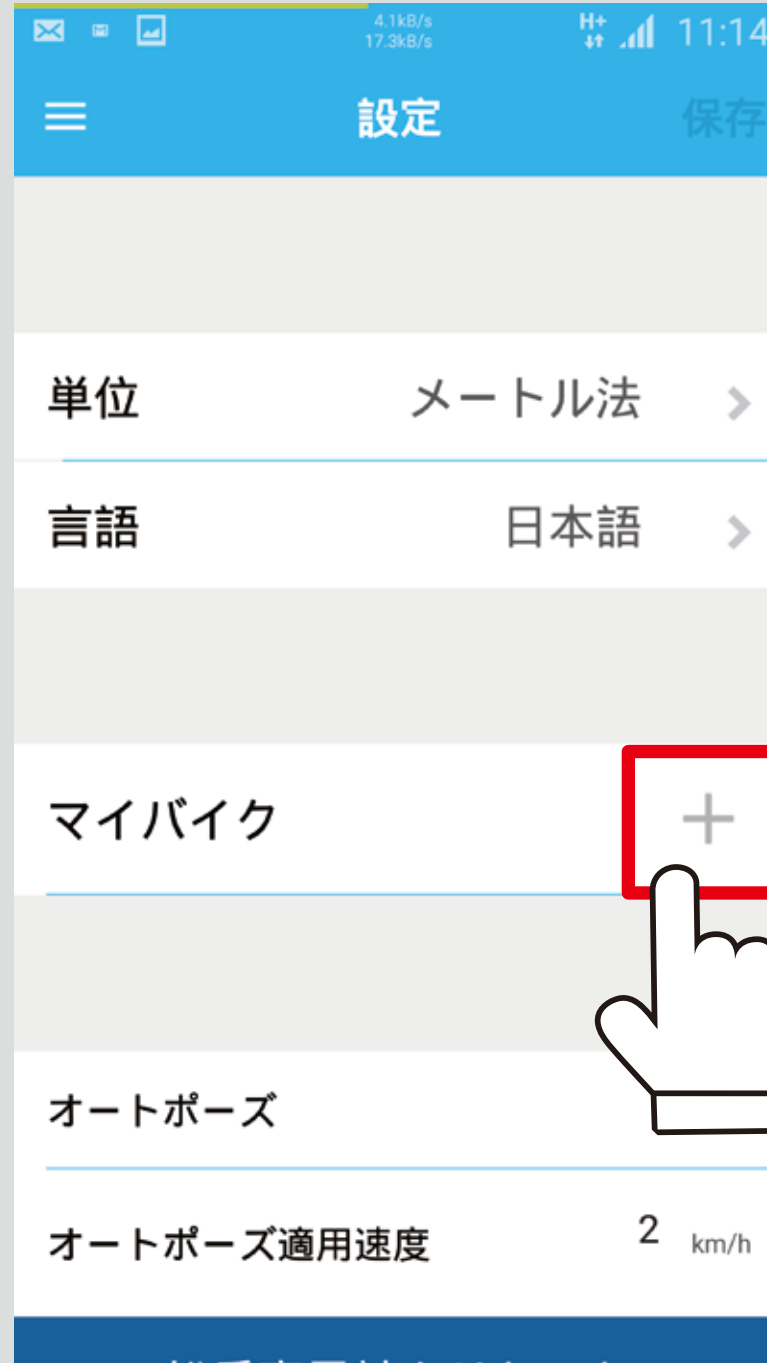 4.1kB/s
17.3kB/s
H+
11:14
設定
保存
単位
メートル法
言語
日本語
マイバイク
オートポーズ
オートポーズ適用速度
2 km/h